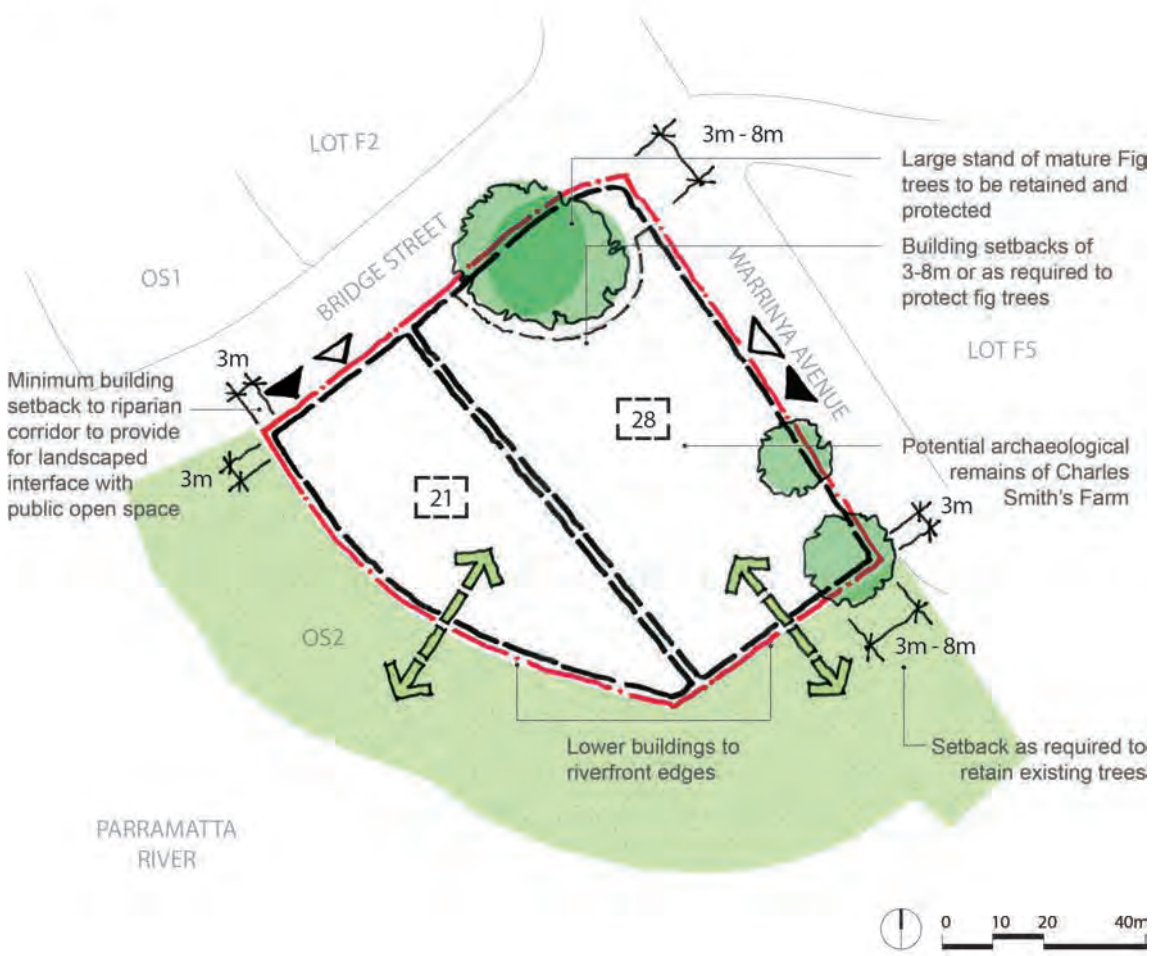 LOT F2
3m - 8m
Large stand of mature Fig
trees to be retained and
protected
Building setbacks of
3-8m or as required to
protect fig trees
OS1
BRIDGE STREET
WARRINYA AVENUE
LOT F5
3m
Minimum building
setback to riparian
corridor to provide
for landscaped
interface with
public open space
3m
28
21
Potential archaeological
remains of Charles
Smith's Farm
3m
OS2
3m - 8m
Lower buildings to
riverfront edges
Setback as required to
retain existing trees
PARRAMATTA
RIVER
0 10 20 40m